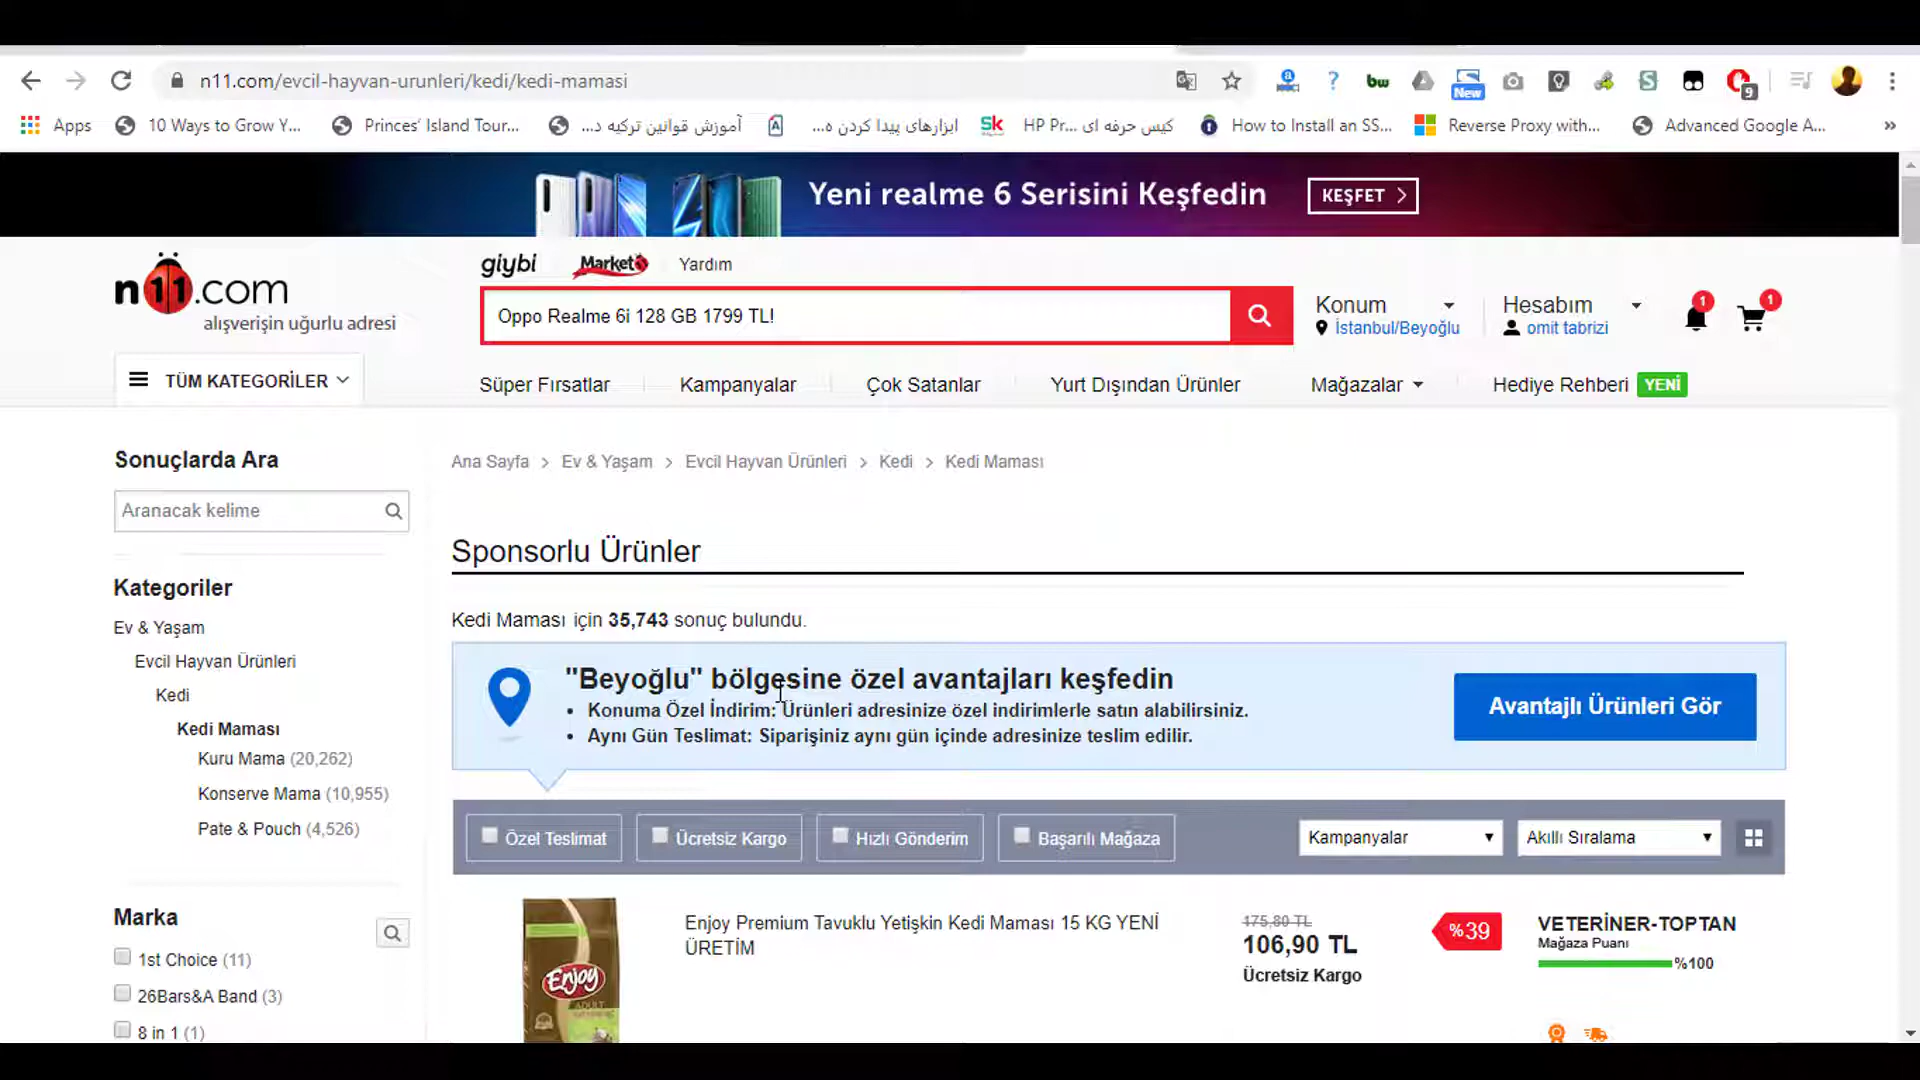 n11.com/evcil-hayvan-urunleri/kedi/kedi-mamasi
New
9
Apps
10 Ways to Grow Y...
Princes' Island Tour...
آموزش قوانین ترکیه د...
ابزارهای پیدا کردن ه...
Sk
کیس حرفه ای HP Pr...
How to Install an SS...
Reverse Proxy with...
Advanced Google A...
»
Yeni realme 6 Serisini Keşfedin
KEŞFET
n11.com
alışverişin uğurlu adresi
giybi
Market
Yardım
Oppo Realme 6i 128 GB 1799 TL!
Konum
İstanbul/Beyoğlu
Hesabım
omit tabrizi
1
1
TÜM KATEGORİLER
Süper Fırsatlar
Kampanyalar
Çok Satanlar
Yurt Dışından Ürünler
Mağazalar
Hediye Rehberi YENİ
Sonuçlarda Ara
Aranacak kelime
Kategoriler
Ev & Yaşam
Evcil Hayvan Ürünleri
Kedi
Kedi Maması
Kuru Mama (20,262)
Konserve Mama (10,955)
Pate & Pouch (4,526)
Marka
1st Choice (11)
26Bars&A Band (3)
8 in 1 (1)
Ana Sayfa > Ev & Yaşam > Evcil Hayvan Ürünleri > Kedi > Kedi Maması
Sponsorlu Ürünler
Kedi Maması için 35,743 sonuç bulundu.
"Beyoğlu" bölgesine özel avantajları keşfedin
• Konuma Özel İndirim: Ürünleri adresinize özel indirimlerle satın alabilirsiniz.
• Aynı Gün Teslimat: Siparişiniz aynı gün içinde adresinize teslim edilir.
Avantajlı Ürünleri Gör
Özel Teslimat
Ücretsiz Kargo
Hızlı Gönderim
Başarılı Mağaza
Kampanyalar
Akıllı Sıralama
Enjoy
ADULT
Enjoy Premium Tavuklu Yetişkin Kedi Maması 15 KG YENİ
ÜRETİM
175,80 TL
106,90 TL
Ücretsiz Kargo
%39
VETERİNER-TOPTAN
Mağaza Puanı
%100